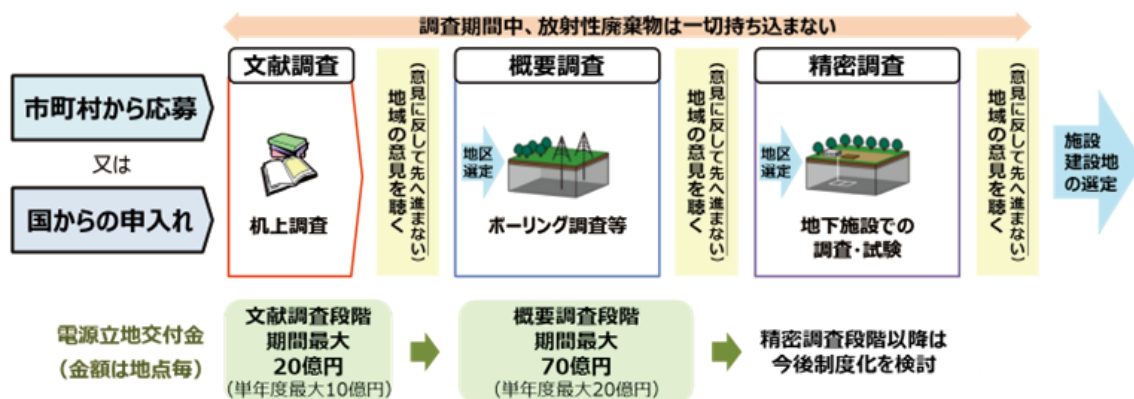 調査期間中、放射性廃棄物は一切持ち込まない
市町村から応募
又は
国からの申入れ
文献調査
机上調査
地域の意見を聴く
(意見に反して先へ進まない)
概要調査
地区
選定
ボーリング調査等
地域の意見を聴く
(意見に反して先へ進まない)
精密調査
地区
選定
地下施設での
調査・試験
地域の意見を聴く
(意見に反して先へ進まない)
施設
建設地
の選定
電源立地交付金
(金額は地点毎)
文献調査段階
期間最大
20億円
(単年度最大10億円)
概要調査段階
期間最大
70億円
(単年度最大20億円)
精密調査段階以降は
今後制度化を検討